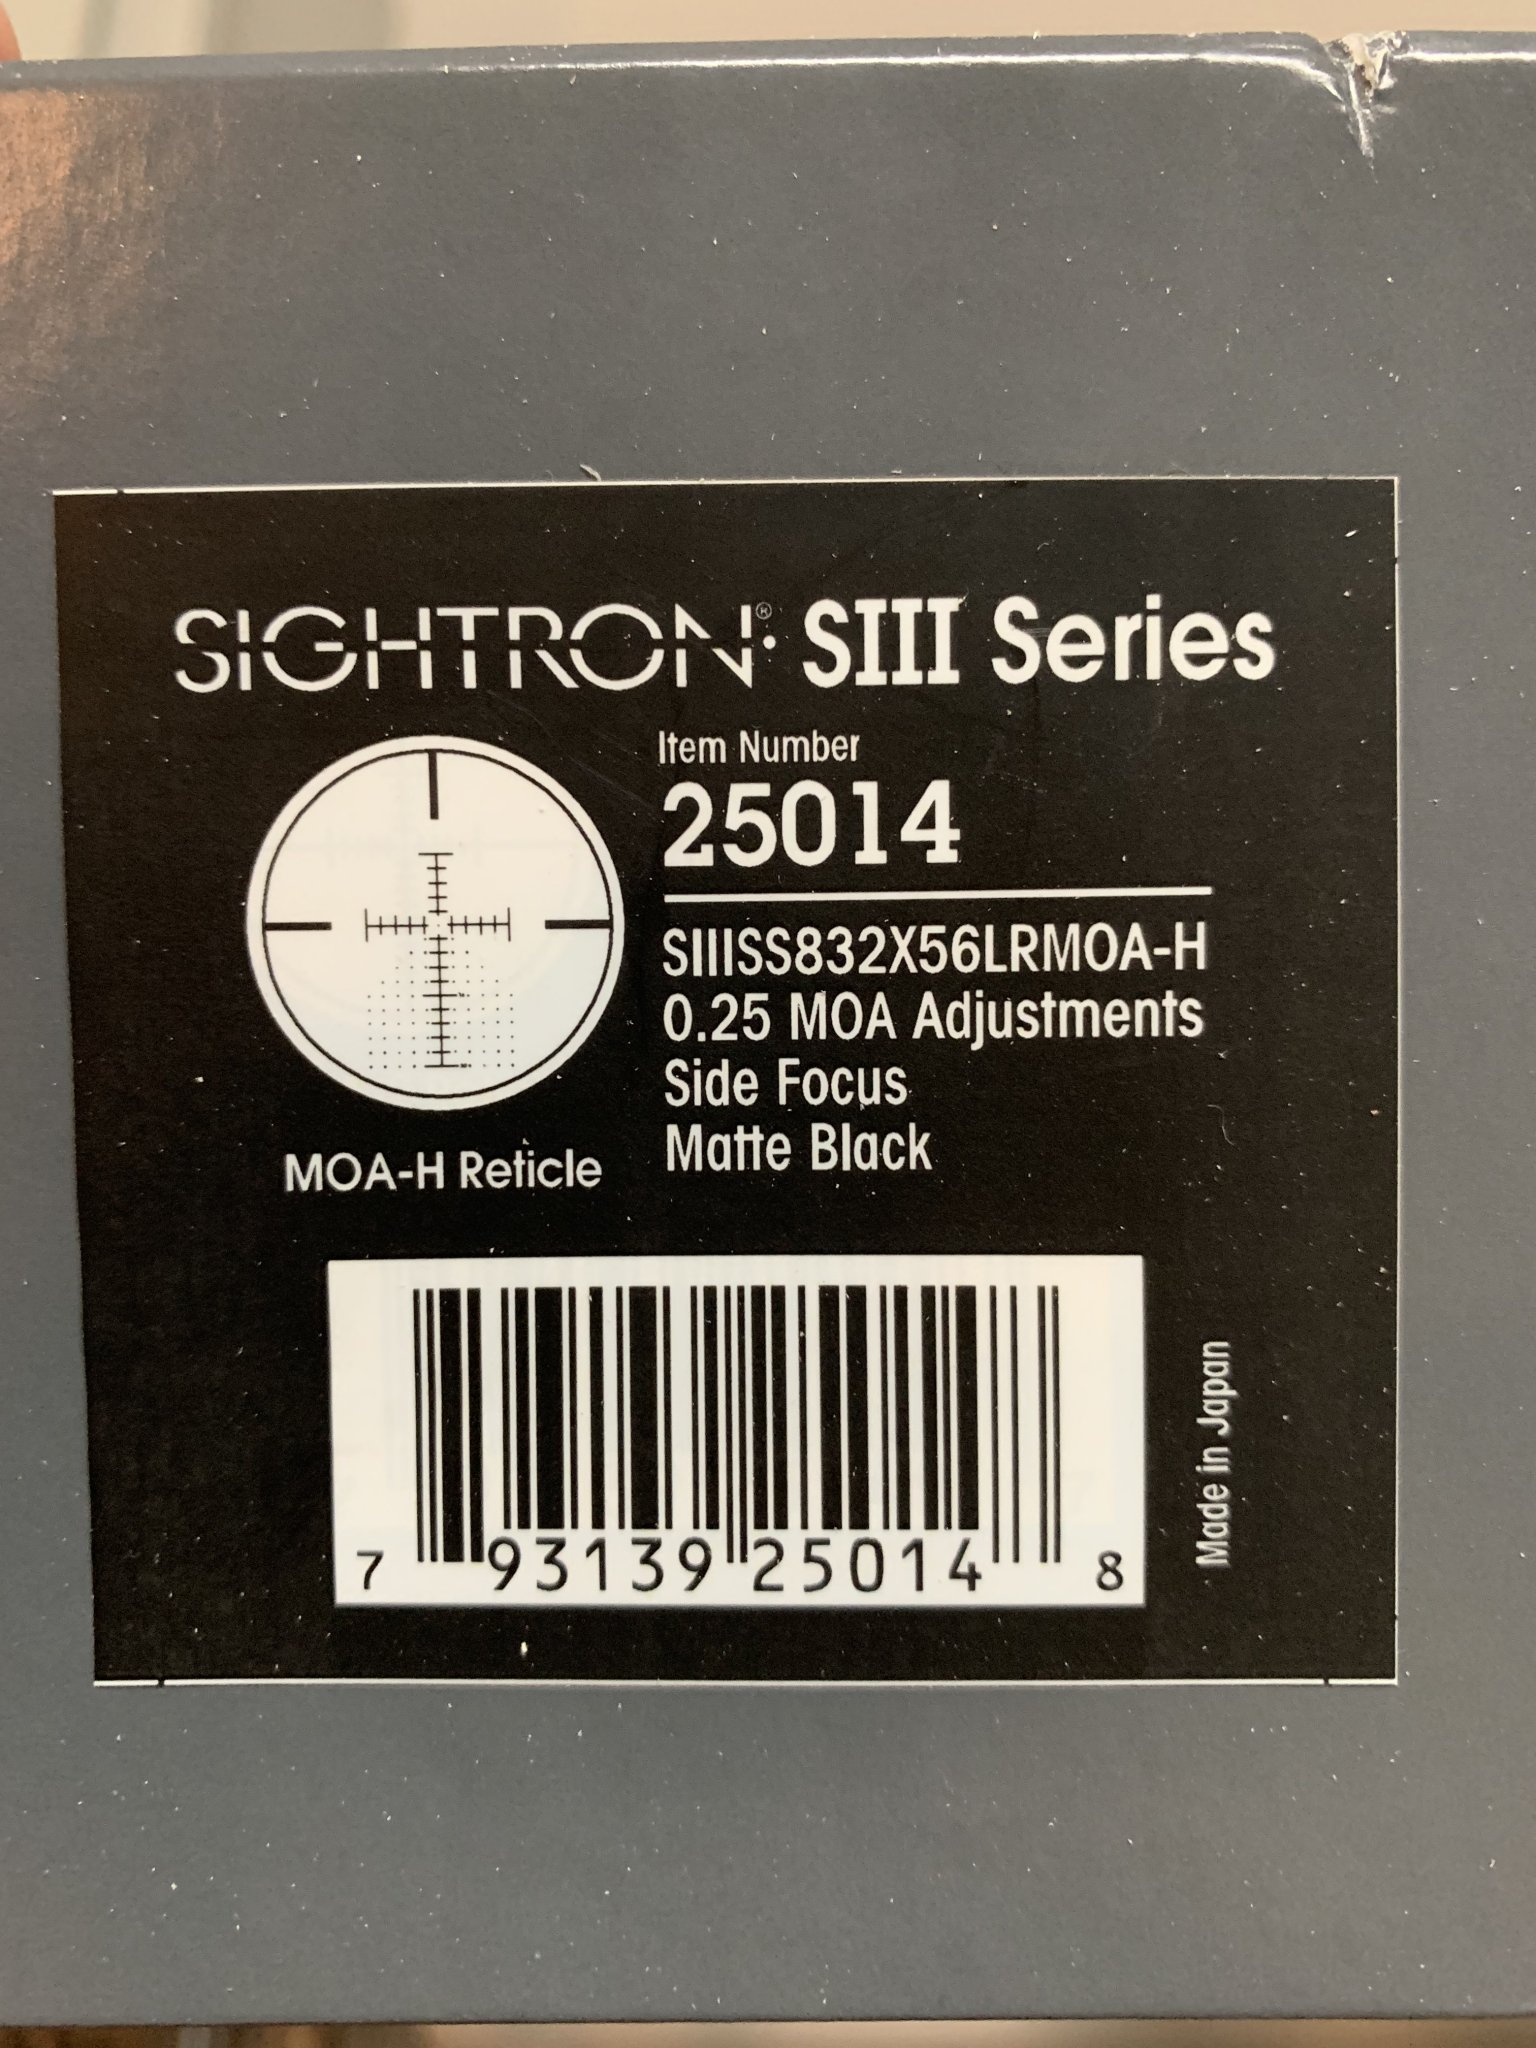 SIGHTRON® SIII Series
Item Number
25014
SIIISS832X56LRMOA-H
0.25 MOA Adjustments
Side Focus
Matte Black
MOA-H Reticle
7 93139 25014 8
Made in Japan